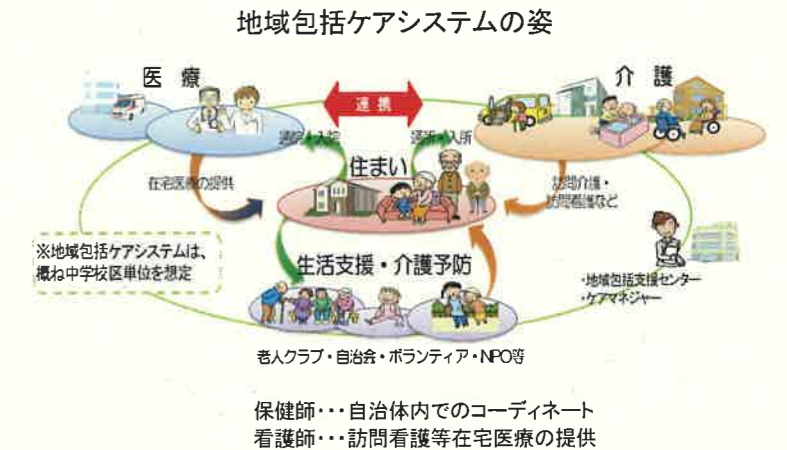 地域包括ケアシステムの姿
医 療
介 護
連 携
通院・入院
通所・入所
住まい
在宅医療の提供
訪問介護・
訪問看護など
※地域包括ケアシステムは、
概ね中学校区単位を想定
生活支援・介護予防
・地域包括支援センター
・ケアマネジャー
老人クラブ・自治会・ボランティア・NPO等
保健師・・・自治体内でのコーディネート
看護師・・・訪問看護等在宅医療の提供